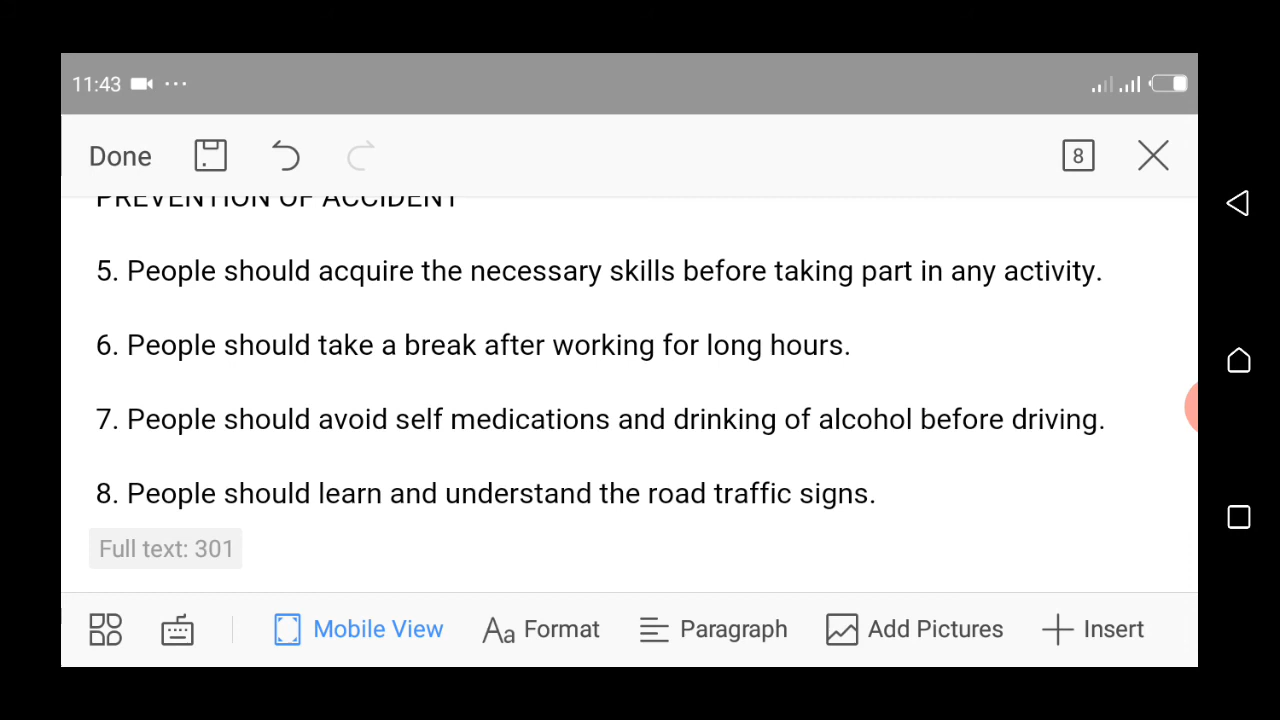 11:43
Done
8
PREVENTION OF ACCIDENT
5. People should acquire the necessary skills before taking part in any activity.
6. People should take a break after working for long hours.
7. People should avoid self medications and drinking of alcohol before driving.
8. People should learn and understand the road traffic signs.
Full text: 301
Mobile View
Aa Format
Paragraph
Add Pictures
Insert